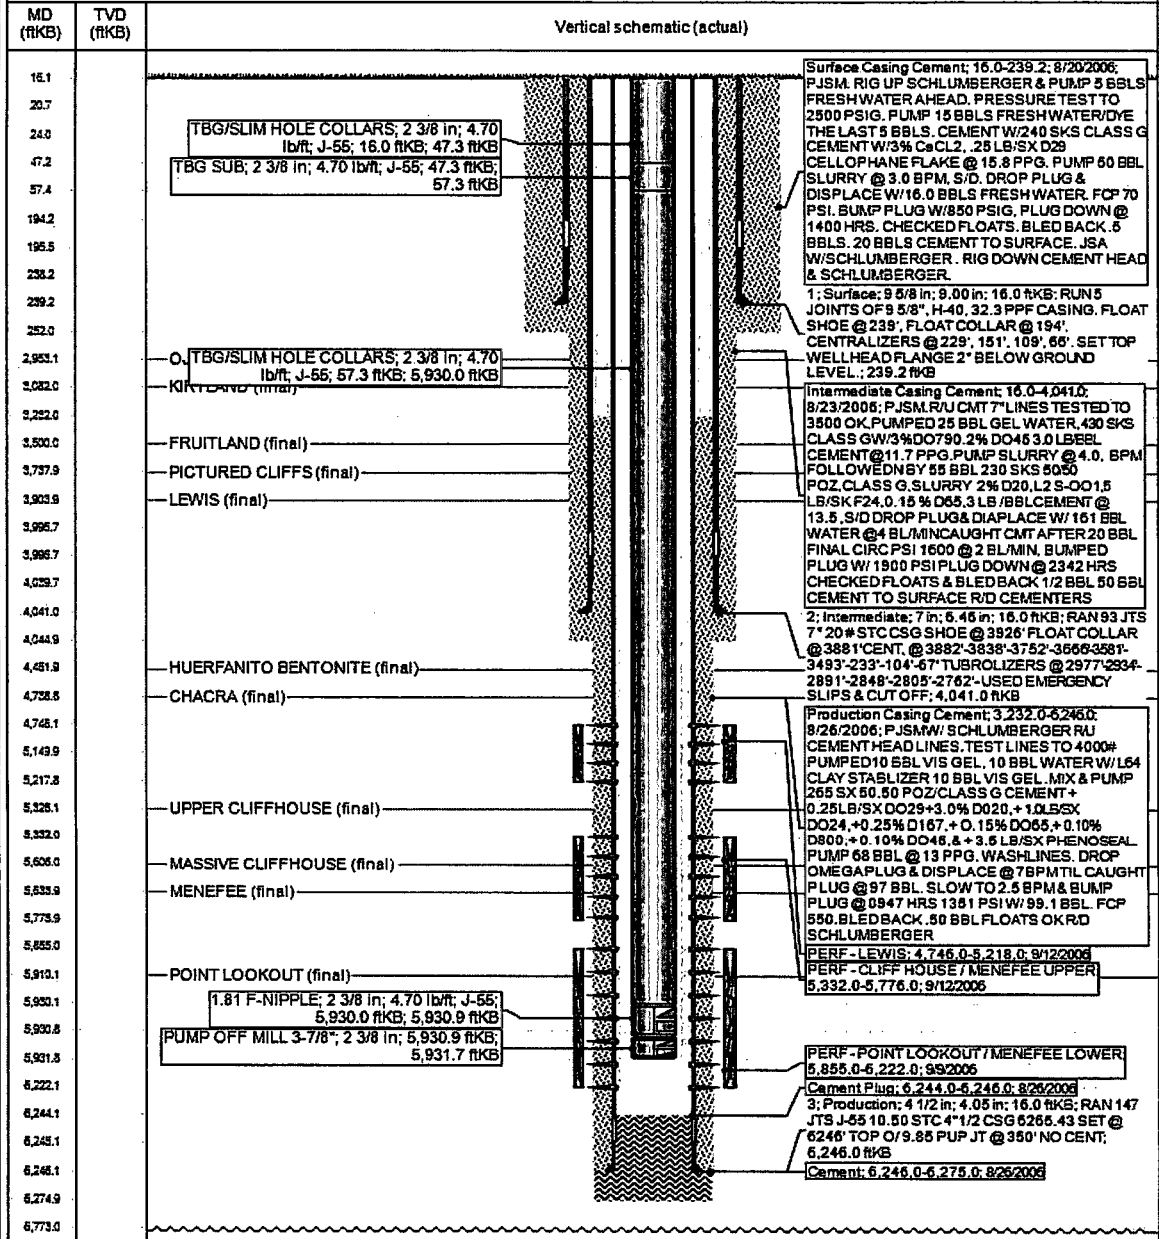 MD
(ftKB)
TVD
(ftKB)
Vertical schematic (actual)
16.1
20.7
24.0
47.2
57.4
194.2
195.5
238.2
239.2
252.0
2,953.1
3,082.0
3,232.0
3,500.0
3,737.9
3,903.9
3,995.7
3,996.7
4,039.7
4,041.0
4,044.9
4,481.9
4,738.8
4,746.1
5,149.9
5,217.8
5,326.1
5,332.0
5,606.0
5,633.9
5,775.9
5,855.0
5,910.1
5,930.1
5,930.8
5,931.8
6,222.1
6,244.1
6,245.1
6,246.1
6,274.9
6,773.0
TBG/SLIM HOLE COLLARS; 2 3/8 in; 4.70
lb/ft; J-55; 16.0 ftKB; 47.3 ftKB
TBG SUB; 2 3/8 in; 4.70 lb/ft; J-55; 47.3 ftKB;
57.3 ftKB
OJ
TBG/SLIM HOLE COLLARS; 2 3/8 in; 4.70
lb/ft; J-55; 57.3 ftKB; 5,930.0 ftKB
KIRTLAND (final)
FRUITLAND (final)
PICTURED CLIFFS (final)
LEWIS (final)
HUERFANITO BENTONITE (final)
CHACRA (final)
UPPER CLIFFHOUSE (final)
MASSIVE CLIFFHOUSE (final)
MENEFEE (final)
POINT LOOKOUT (final)
1.81 F-NIPPLE; 2 3/8 in; 4.70 lb/ft; J-55;
5,930.0 ftKB; 5,930.9 ftKB
PUMP OFF MILL 3-7/8"; 2 3/8 in; 5,930.9 ftKB;
5,931.7 ftKB
Surface Casing Cement; 16.0-239.2; 8/20/2006;
PJSM. RIG UP SCHLUMBERGER & PUMP 5 BBLS
FRESH WATER AHEAD. PRESSURE TEST TO
2500 PSIG. PUMP 15 BBLS FRESH WATER/DYE
THE LAST 5 BBLS. CEMENT W/240 SKS CLASS G
CEMENT W/3% CaCL2, .25 LB/SX D29
CELLOPHANE FLAKE @ 15.8 PPG. PUMP 50 BBL
SLURRY @ 3.0 BPM, S/D. DROP PLUG &
DISPLACE W/16.0 BBLS FRESH WATER. FCP 70
PSI. BUMP PLUG W/850 PSIG, PLUG DOWN @
1400 HRS. CHECKED FLOATS. BLED BACK .5
BBLS. 20 BBLS CEMENT TO SURFACE. JSA
W/SCHLUMBERGER . RIG DOWN CEMENT HEAD
& SCHLUMBERGER.
1; Surface; 9 5/8 in; 9.00 in; 16.0 ftKB; RUN 5
JOINTS OF 9 5/8", H-40, 32.3 PPF CASING. FLOAT
SHOE @ 239', FLOAT COLLAR @ 194',
CENTRALIZERS @ 229', 151', 109', 66'. SET TOP
WELLHEAD FLANGE 2" BELOW GROUND
LEVEL.; 239.2 ftKB
Intermediate Casing Cement; 16.0-4,041.0;
8/23/2006; PJSM.R/U CMT 7" LINES TESTED TO
3500 OK.PUMPED 25 BBL GEL WATER,430 SKS
CLASS GW/3%DO790.2% DO46 3.0 LB/BBL
CEMENT@11.7 PPG.PUMP SLURRY @ 4.0, BPM
FOLLOWEDN BY 55 BBL 230 SKS 50/50
POZ,CLASS G.SLURRY 2% D20,L2 S-OO1,5
LB/SK F24,0.15 % D65,3 LB /BBLCEMENT @
13.5,S/D DROP PLUG& DIAPLACE W/ 161 BBL
WATER @4 BL/MINCAUGHT CMT AFTER 20 BBL
FINAL CIRC PSI 1600 @ 2 BL/MIN, BUMPED
PLUG W/ 1900 PSI PLUG DOWN @ 2342 HRS
CHECKED FLOATS & BLED BACK 1/2 BBL 50 BBL
CEMENT TO SURFACE R/D CEMENTERS
2; Intermediate; 7 in; 6.46 in; 16.0 ftKB; RAN 93 JTS
7" 20# STC CSG SHOE @ 3926' FLOAT COLLAR
@ 3881'CENT, @ 3882'-3838'-3752'-3666-3581'-
3493'-233'-104'-67' TUBROLIZERS @ 2977'-2934'-
2891'-2848'-2805'-2762'-USED EMERGENCY
SLIPS & CUT OFF; 4,041.0 ftKB
Production Casing Cement; 3,232.0-6,246.0;
8/26/2006; PJSMW/ SCHLUMBERGER R/U
CEMENT HEAD LINES.TEST LINES TO 4000#
PUMPED 10 BBL VIS GEL, 10 BBL WATER W/ L64
CLAY STABLIZER 10 BBL VIS GEL.MIX & PUMP
265 SX 50.50 POZ/CLASS G CEMENT +
0.25LB/SX DO29+3.0% D020,+ 1.0LB/SX
DO24,+0.25% D167,+ O.15% DO65,+ 0.10%
D800,+ 0.10% DO46,& + 3.5 LB/SX PHENOSEAL.
PUMP 68 BBL @ 13 PPG. WASHLINES. DROP
OMEGAPLUG & DISPLACE @ 7BPM TIL CAUGHT
PLUG @ 97 BBL. SLOW TO 2.5 BPM & BUMP
PLUG @ 0947 HRS 1351 PSI W/ 99.1 BBL. FCP
550.BLED BACK .50 BBL FLOATS OK R/D
SCHLUMBERGER
PERF - LEWIS; 4,746.0-5,218.0; 9/12/2006
PERF - CLIFF HOUSE / MENEFEE UPPER;
5,332.0-5,776.0; 9/12/2006
PERF - POINT LOOKOUT / MENEFEE LOWER;
5,855.0-6,222.0; 9/9/2006
Cement Plug; 6,244.0-6,246.0; 8/26/2006
3; Production; 4 1/2 in; 4.05 in; 16.0 ftKB; RAN 147
JTS J-55 10.50 STC 4"1/2 CSG 6265.43 SET @
6246' TOP O/ 9.85 PUP JT @ 350' NO CENT;
6,246.0 ftKB
Cement; 6,246.0-6,275.0; 8/26/2006